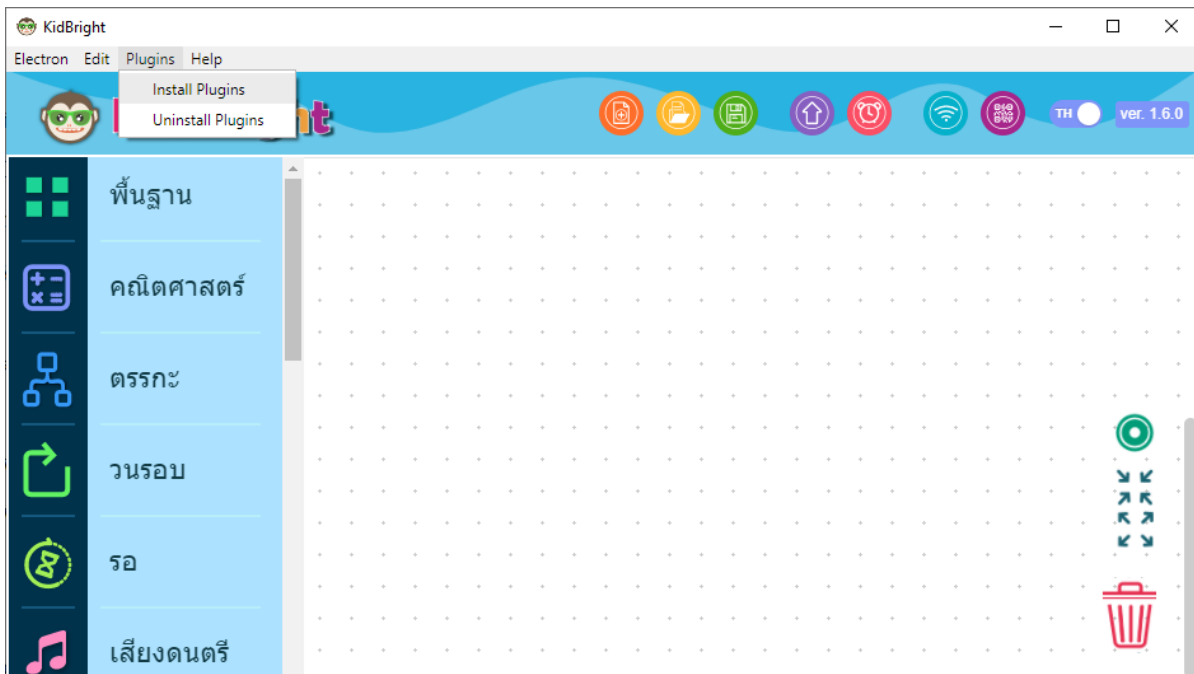 KidBright
Electron Edit Plugins Help
Install Plugins
Uninstall Plugins
TH
ver. 1.6.0
พื้นฐาน
คณิตศาสตร์
ตรรกะ
วนรอบ
รอ
เสียงดนตรี